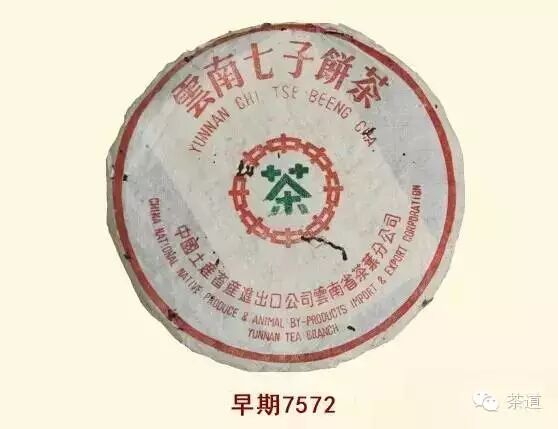 雲南七子餅茶
YUNNAN CHI TSE BEENG CHA
茶
中國土產畜產進出口公司雲南省茶葉分公司
CHINA NATIONAL NATIVE PRODUCE & ANIMAL BY-PRODUCTS IMPORT & EXPORT CORPORATION
YUNNAN TEA BRANCH
早期7572
茶道